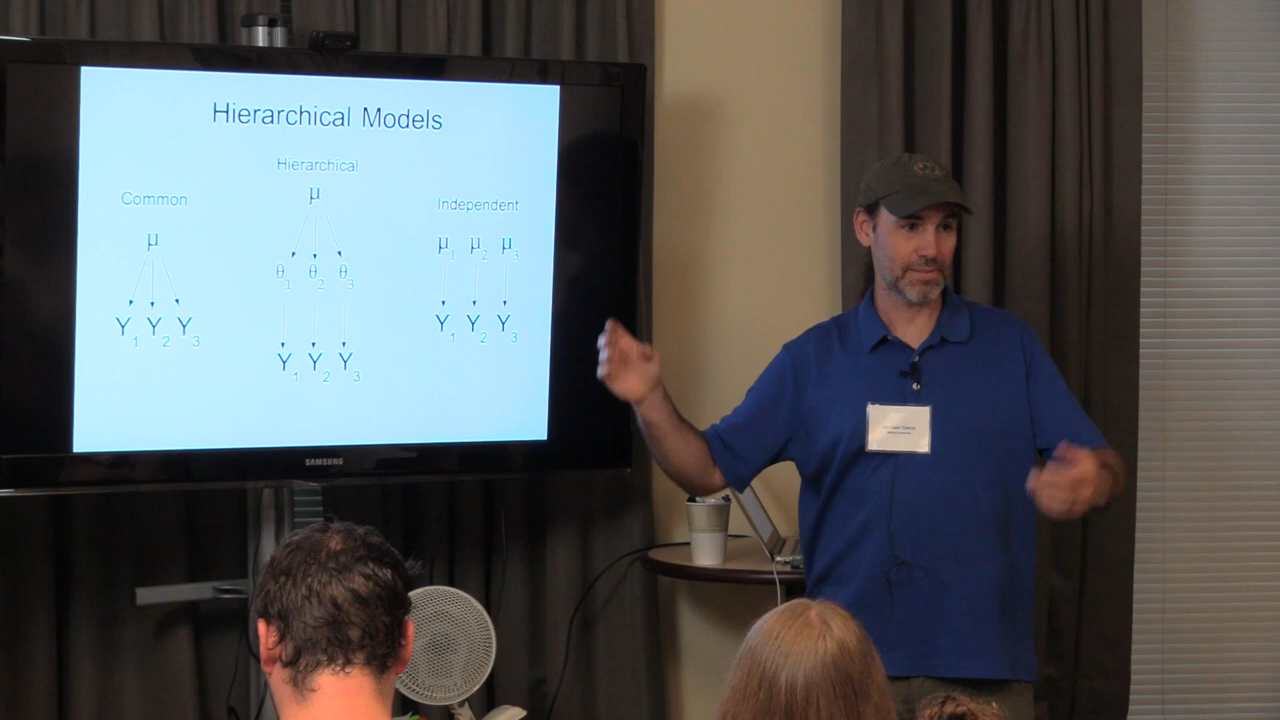 Hierarchical Models
Hierarchical
Common
Independent
μ
μ
μ1 μ2 μ3
θ1 θ2 θ3
Y1 Y2 Y3
Y1 Y2 Y3
Y1 Y2 Y3
SAMSUNG